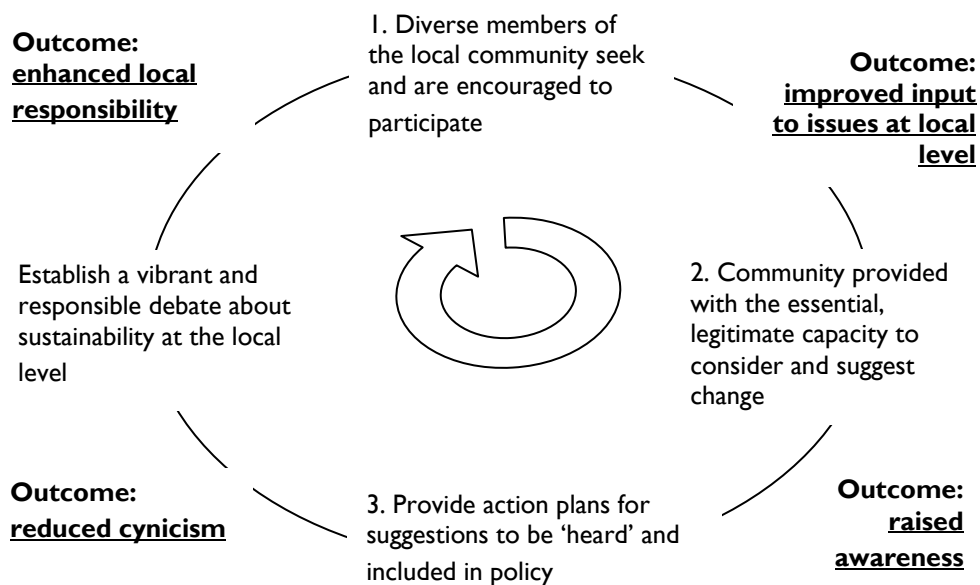 1. Diverse members
of the local community seek
and are encouraged to
participate
Outcome:
enhanced local
responsibility
Outcome:
improved input
to issues at local
level
Establish a vibrant and
responsible debate about
sustainability at the local
level
2. Community provided
with the essential,
legitimate capacity to
consider and suggest
change
Outcome:
reduced cynicism
3. Provide action plans for
suggestions to be ‘heard’ and
included in policy
Outcome:
raised
awareness